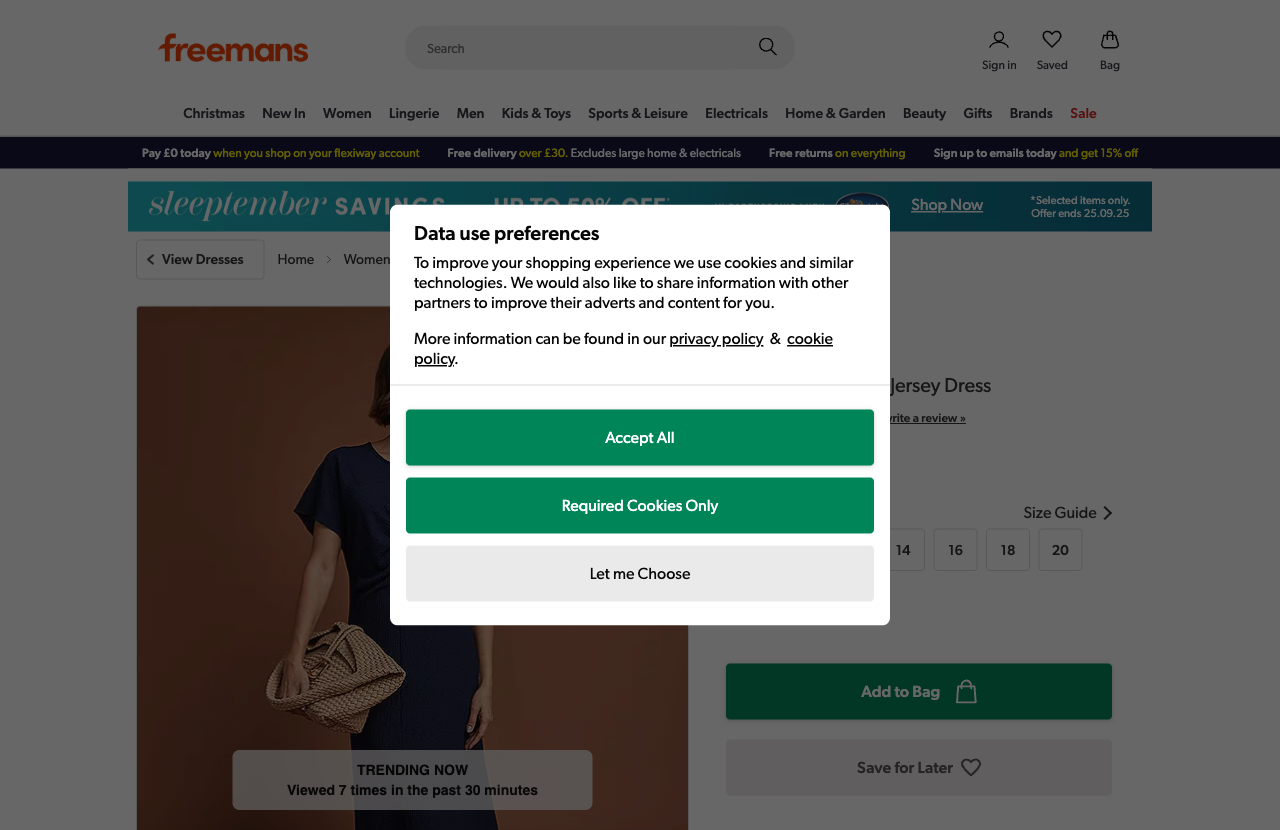 freemans
Search
Sign in
Saved
Bag
Christmas New In Women Lingerie Men Kids & Toys Sports & Leisure Electricals Home & Garden Beauty Gifts Brands Sale
Pay £0 today when you shop on your flexiway account Free delivery over £30. Excludes large home & electricals Free returns on everything Sign up to emails today and get 15% off
sleeptember SAVINGS UP TO 50% OFF* Shop Now
*Selected items only.
Offer ends 25.09.25
View Dresses Home Women
Data use preferences
To improve your shopping experience we use cookies and similar
technologies. We would also like to share information with other
partners to improve their adverts and content for you.
More information can be found in our privacy policy & cookie
policy.
Jersey Dress
write a review »
Accept All
Required Cookies Only
Let me Choose
Size Guide
14 16 18 20
Add to Bag
Save for Later
TRENDING NOW
Viewed 7 times in the past 30 minutes